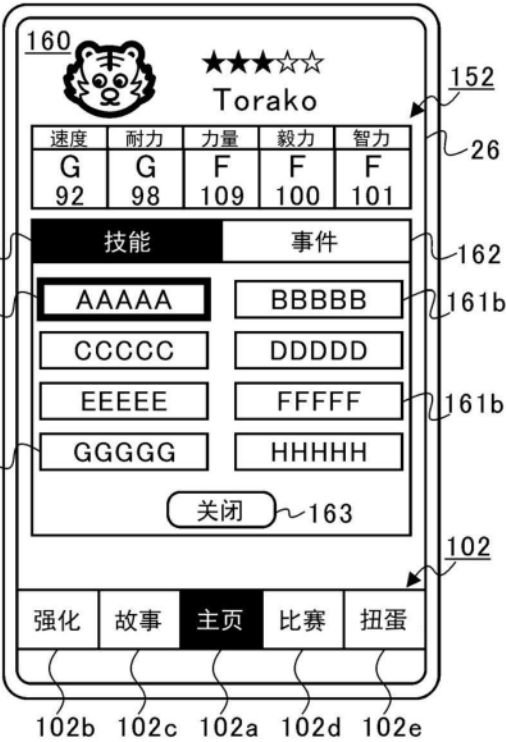 160
★★★☆☆
Torako
152
速度 耐力 力量 毅力 智力
G G F F F
92 98 109 100 101
26
技能 事件
162
AAAAA BBBBB
161b
CCCCC DDDDD
EEEEE FFFFF
161b
GGGGG HHHHH
关闭
163
102
强化 故事 主页 比赛 扭蛋
102b 102c 102a 102d 102e